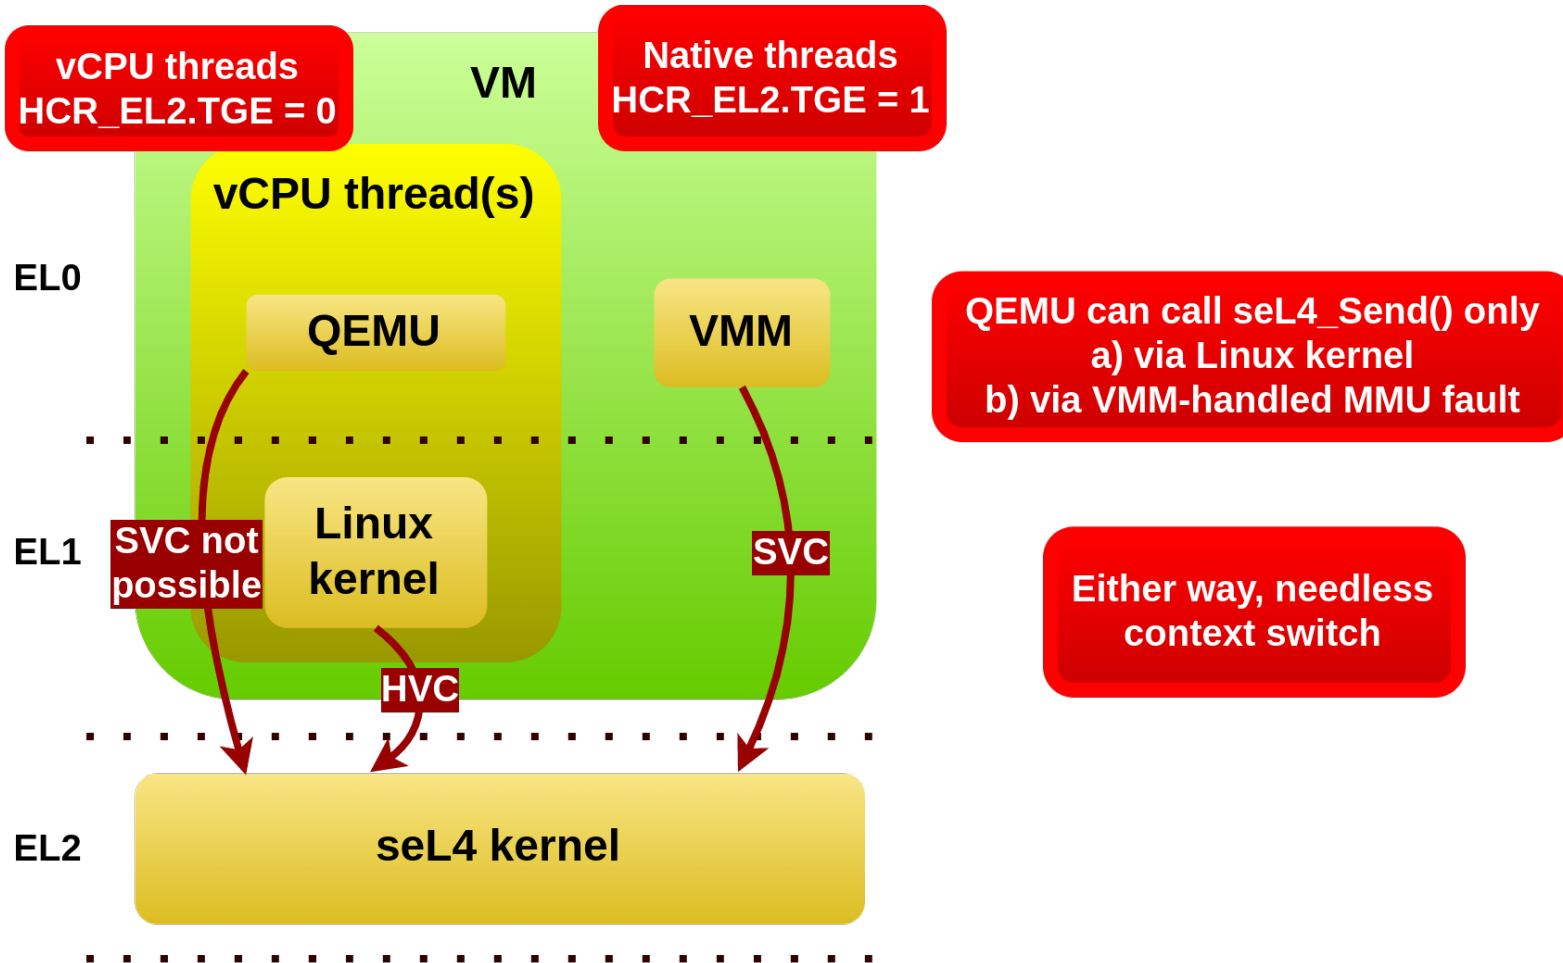 vCPU threads
HCR_EL2.TGE = 0
VM
Native threads
HCR_EL2.TGE = 1
vCPU thread(s)
EL0
QEMU
VMM
QEMU can call seL4_Send() only
a) via Linux kernel
b) via VMM-handled MMU fault
EL1
SVC not
possible
Linux
kernel
SVC
Either way, needless
context switch
HVC
EL2
seL4 kernel